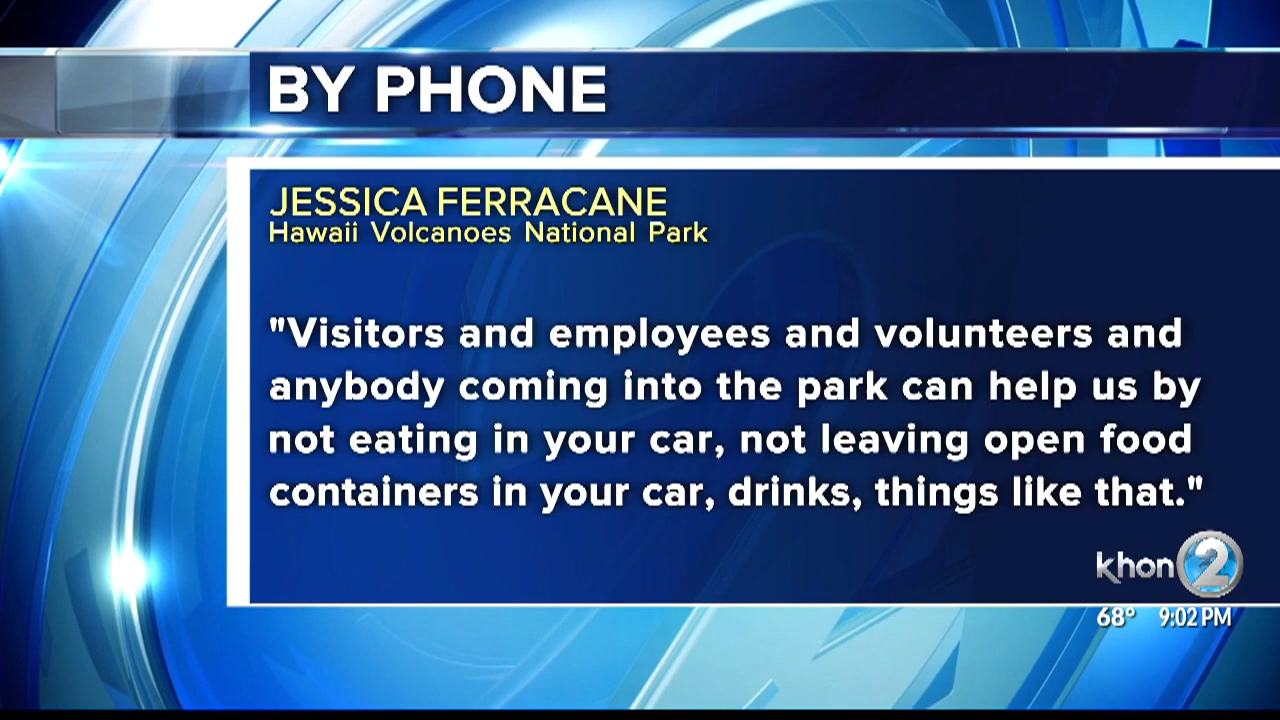 BY PHONE
JESSICA FERRACANE
Hawaii Volcanoes National Park
"Visitors and employees and volunteers and
anybody coming into the park can help us by
not eating in your car, not leaving open food
containers in your car, drinks, things like that."
khon 2
68° 9:02 PM